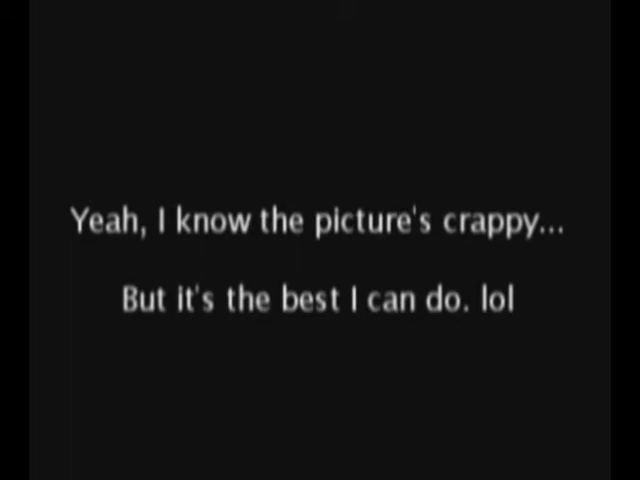 Yeah, I know the picture's crappy...
But it's the best I can do. lol